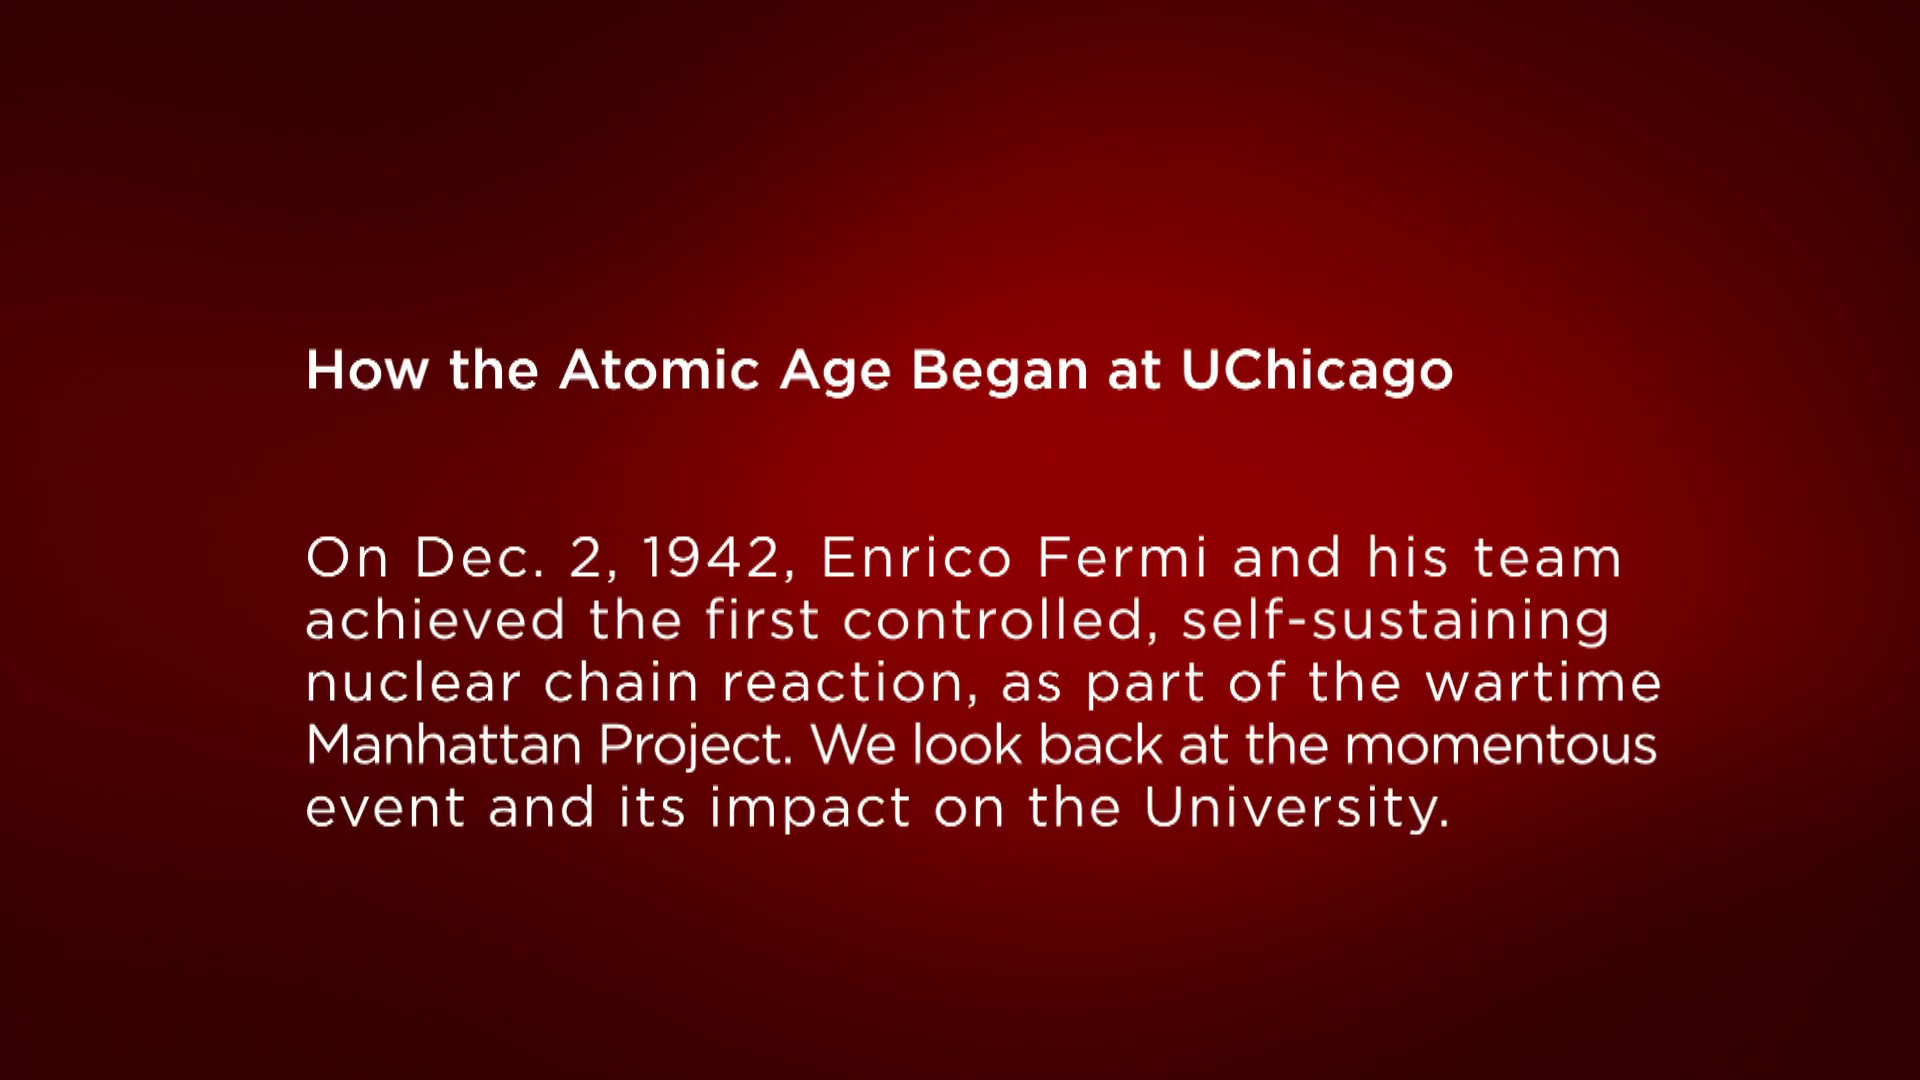 How the Atomic Age Began at UChicago
On Dec. 2, 1942, Enrico Fermi and his team
achieved the first controlled, self-sustaining
nuclear chain reaction, as part of the wartime
Manhattan Project. We look back at the momentous
event and its impact on the University.